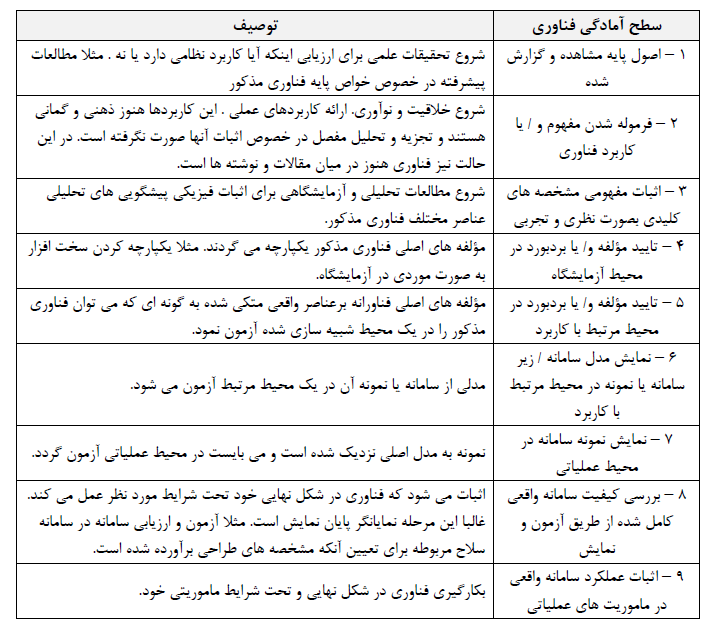 سطح آمادگی فناوری
توصیف
۱ – اصول پایه مشاهده و گزارش
شده
شروع تحقیقات علمی برای ارزیابی اینکه آیا کاربرد نظامی دارد یا نه . مثلا مطالعات
پیشرفته در خصوص خواص پایه فناوری مذکور
۲ – فرموله شدن مفهوم و / یا
کاربرد فناوری
شروع خلاقیت و نوآوری. ارائه کاربردهای عملی . این کاربردها هنوز ذهنی و گمانی
هستند و تجزیه و تحلیل مفصل در خصوص اثبات آنها صورت نگرفته است. در این
حالت نیز فناوری هنوز در میان مقالات و نوشته ها است.
۳ – اثبات مفهومی مشخصه های
کلیدی بصورت نظری و تجربی
شروع مطالعات تحلیلی و آزمایشگاهی برای اثبات فیزیکی پیشگویی های تحلیلی
عناصر مختلف فناوری مذکور.
۴ – تایید مؤلفه و/ یا بردبورد در
محیط آزمایشگاه
مؤلفه های اصلی فناوری مذکور یکپارچه می گردند. مثلا یکپارچه کردن سخت افزار
به صورت موردی در آزمایشگاه.
۵ – تایید مؤلفه و/ یا بردبورد در
محیط مرتبط با کاربرد
مؤلفه های اصلی فناورانه برعناصر واقعی متکی شده به گونه ای که می توان فناوری
مذکور را در یک محیط شبیه سازی شده آزمون نمود.
۶ – نمایش مدل سامانه / زیر
سامانه یا نمونه در محیط مرتبط
با کاربرد
مدلی از سامانه یا نمونه آن در یک محیط مرتبط آزمون می شود.
۷ – نمایش نمونه سامانه در
محیط عملیاتی
نمونه به مدل اصلی نزدیک شده است و می بایست در محیط عملیاتی آزمون گردد.
۸ – بررسی کیفیت سامانه واقعی
کامل شده از طریق آزمون و
نمایش
اثبات می شود که فناوری در شکل نهایی خود تحت شرایط مورد نظر عمل می کند.
غالبا این مرحله نمایانگر پایان نمایش است. مثلا آزمون و ارزیابی سامانه در سامانه
سلاح مربوطه برای تعیین آنکه مشخصه های طراحی برآورده شده است.
۹ – اثبات عملکرد سامانه واقعی
در ماموریت های عملیاتی
بکارگیری فناوری در شکل نهایی و تحت شرایط ماموریتی خود.